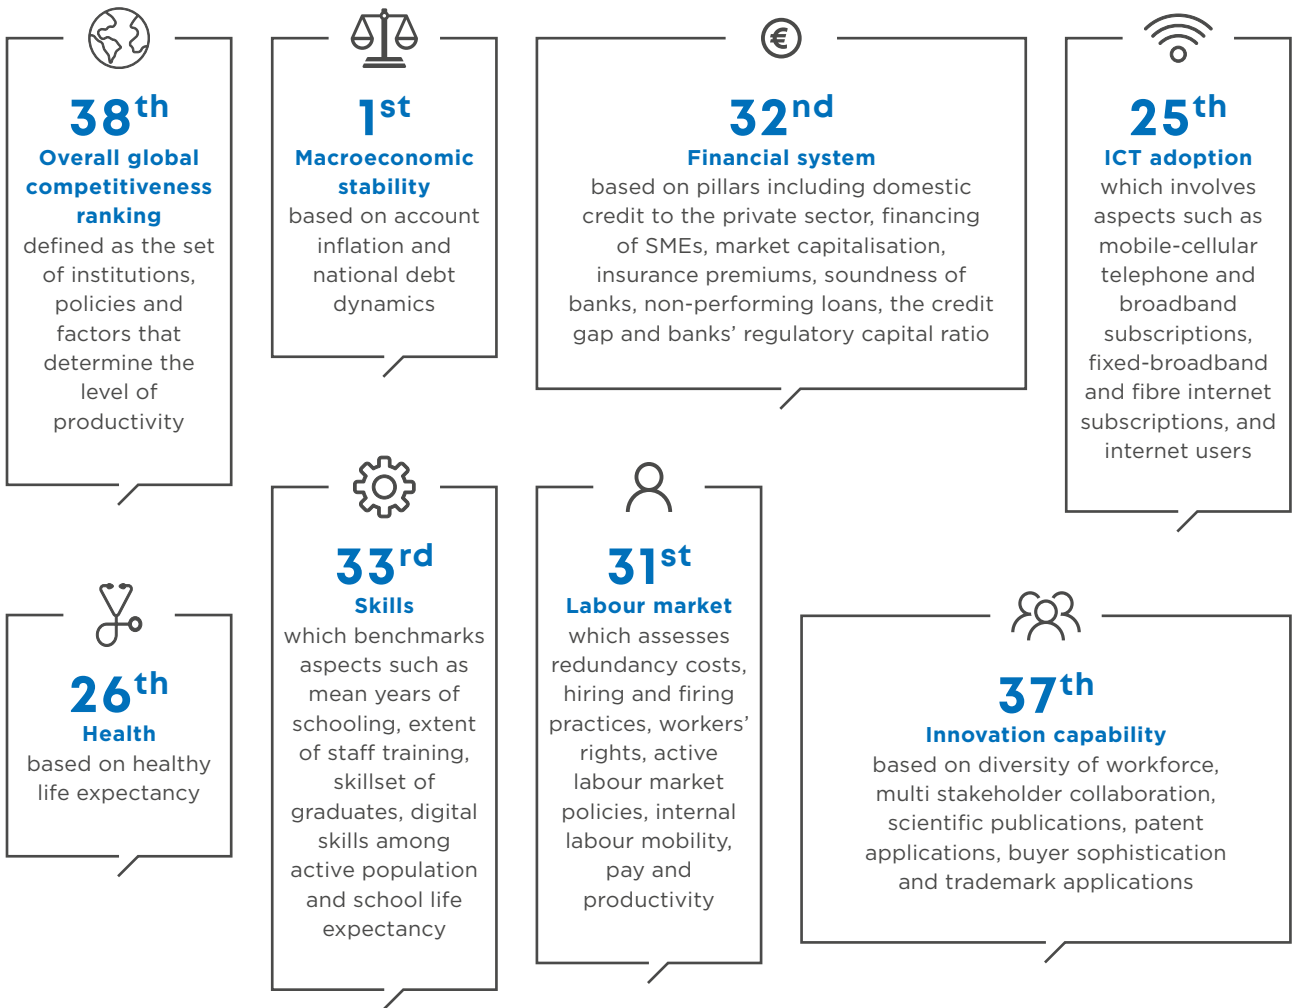 38th
Overall global
competitiveness
ranking
defined as the set
of institutions,
policies and
factors that
determine the
level of
productivity
1st
Macroeconomic
stability
based on account
inflation and
national debt
dynamics
€
32nd
Financial system
based on pillars including domestic
credit to the private sector, financing
of SMEs, market capitalisation,
insurance premiums, soundness of
banks, non-performing loans, the credit
gap and banks’ regulatory capital ratio
25th
ICT adoption
which involves
aspects such as
mobile-cellular
telephone and
broadband
subscriptions,
fixed-broadband
and fibre internet
subscriptions, and
internet users
26th
Health
based on healthy
life expectancy
33rd
Skills
which benchmarks
aspects such as
mean years of
schooling, extent
of staff training,
skillset of
graduates, digital
skills among
active population
and school life
expectancy
31st
Labour market
which assesses
redundancy costs,
hiring and firing
practices, workers’
rights, active
labour market
policies, internal
labour mobility,
pay and
productivity
37th
Innovation capability
based on diversity of workforce,
multi stakeholder collaboration,
scientific publications, patent
applications, buyer sophistication
and trademark applications